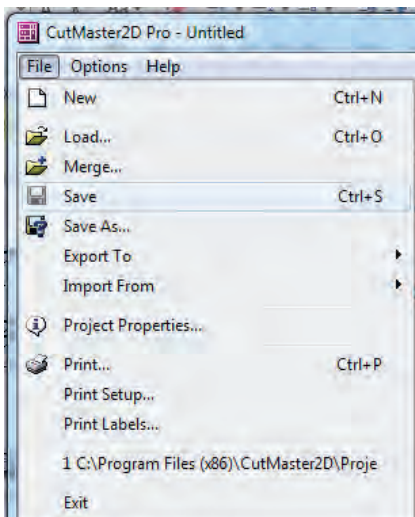 CutMaster2D Pro - Untitled
File Options Help
New Ctrl+N
Load... Ctrl+O
Merge...
Save Ctrl+S
Save As...
Export To
Import From
Project Properties...
Print... Ctrl+P
Print Setup...
Print Labels...
1 C:\Program Files (x86)\CutMaster2D\Proje
Exit